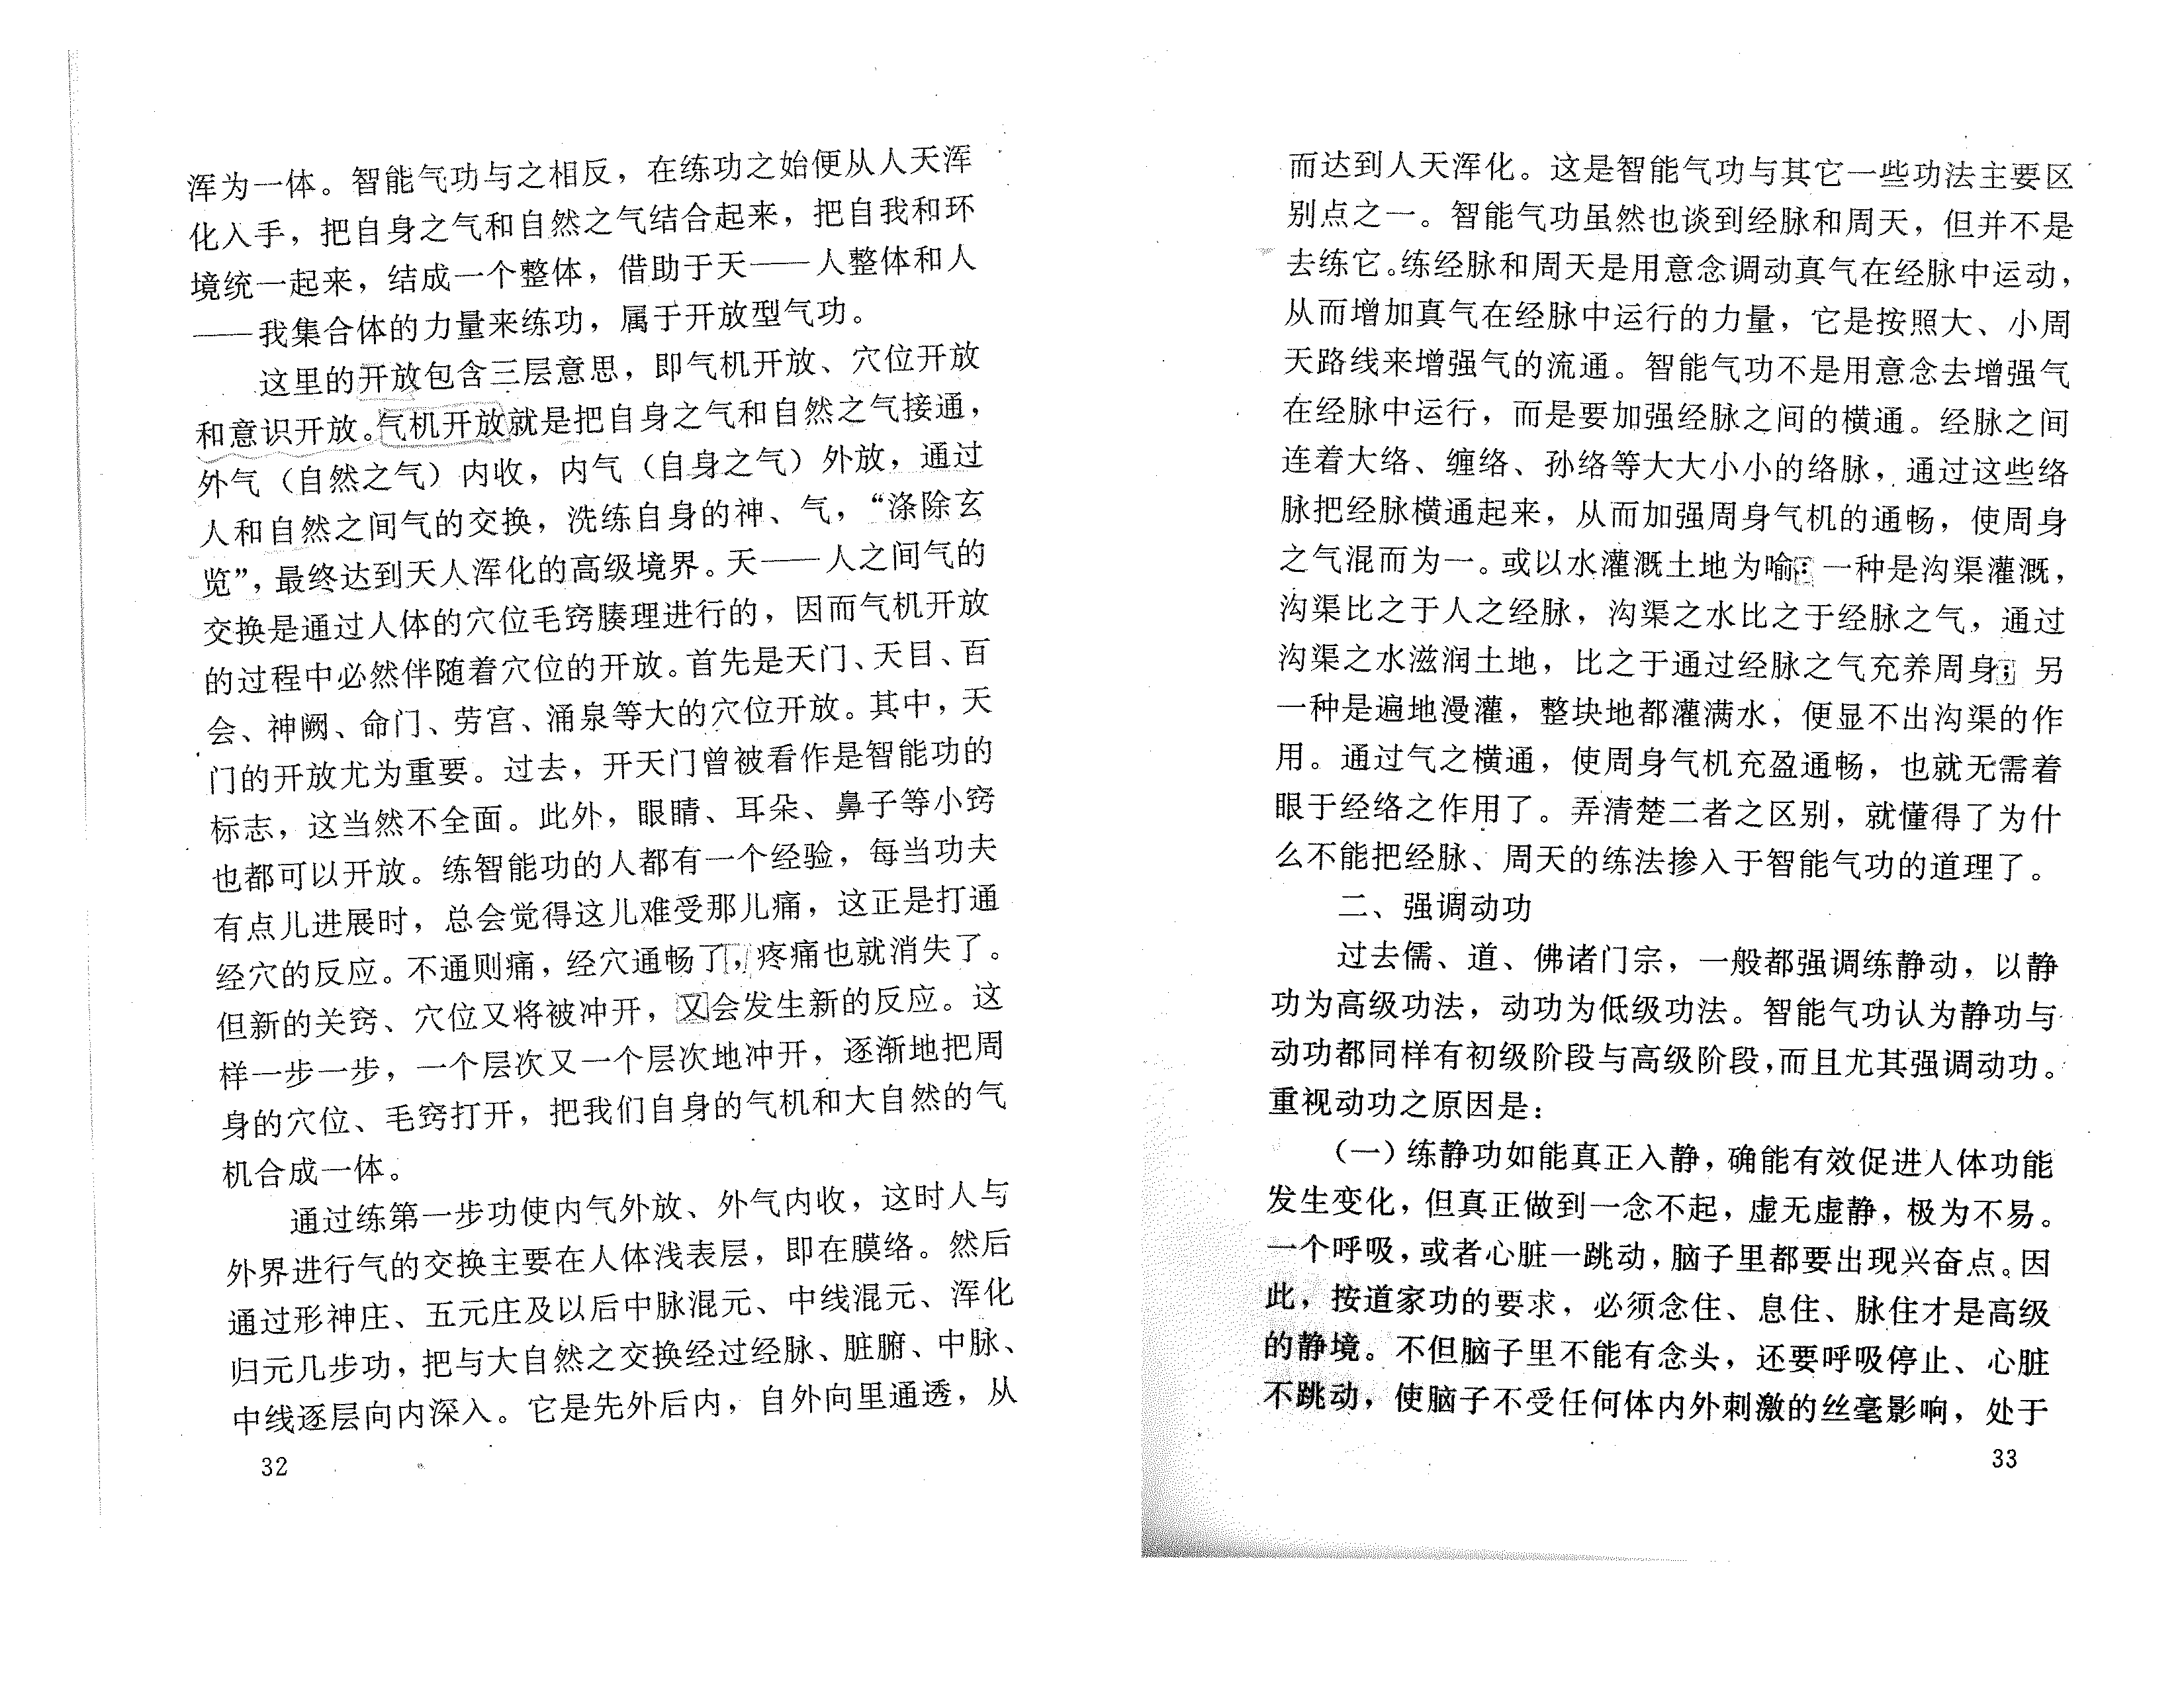 浑为一体。智能气功与之相反，在练功之始便从人天浑
化入手，把自身之气和自然之气结合起来，把自我和环
境统一起来，结成一个整体，借助于天——人整体和人
——我集合体的力量来练功，属于开放型气功。
这里的开放包含三层意思，即气机开放、穴位开放
和意识开放。气机开放就是把自身之气和自然之气接通，
外气（自然之气）内收，内气（自身之气）外放，通过
人和自然之间气的交换，洗练自身的神、气，“涤除玄
览”，最终达到天人浑化的高级境界。天——人之间气的
交换是通过人体的穴位毛窍腠理进行的，因而气机开放
的过程中必然伴随着穴位的开放。首先是天门、天目、百
会、神阙、命门、劳宫、涌泉等大的穴位开放。其中，天
门的开放尤为重要。过去，开天门曾被看作是智能功的
标志，这当然不全面。此外，眼睛、耳朵、鼻子等小窍
也都可以开放。练智能功的人都有一个经验，每当功夫
有点儿进展时，总会觉得这儿难受那儿痛，这正是打通
经穴的反应。不通则痛，经穴通畅了，疼痛也就消失了。
但新的关窍、穴位又将被冲开，又会发生新的反应。这
样一步一步，一个层次又一个层次地冲开，逐渐地把周
身的穴位、毛窍打开，把我们自身的气机和大自然的气
机合成一体。
通过练第一步功使内气外放、外气内收，这时人与
外界进行气的交换主要在人体浅表层，即在膜络。然后
通过形神庄、五元庄及以后中脉混元、中线混元、浑化
归元几步功，把与大自然之交换经过经脉、脏腑、中脉、
中线逐层向内深入。它是先外后内，自外向里通透，从
32
而达到人天浑化。这是智能气功与其它一些功法主要区
别点之一。智能气功虽然也谈到经脉和周天，但并不是
去练它。练经脉和周天是用意念调动真气在经脉中运动，
从而增加真气在经脉中运行的力量，它是按照大、小周
天路线来增强气的流通。智能气功不是用意念去增强气
在经脉中运行，而是要加强经脉之间的横通。经脉之间
连着大络、缠络、孙络等大大小小的络脉，通过这些络
脉把经脉横通起来，从而加强周身气机的通畅，使周身
之气混而为一。或以水灌溉土地为喻：一种是沟渠灌溉，
沟渠比之于人之经脉，沟渠之水比之于经脉之气，通过
沟渠之水滋润土地，比之于通过经脉之气充养周身；另
一种是遍地漫灌，整块地都灌满水，便显不出沟渠的作
用。通过气之横通，使周身气机充盈通畅，也就无需着
眼于经络之作用了。弄清楚二者之区别，就懂得了为什
么不能把经脉、周天的练法掺入于智能气功的道理了。
二、强调动功
过去儒、道、佛诸门宗，一般都强调练静动，以静
功为高级功法，动功为低级功法。智能气功认为静功与
动功都同样有初级阶段与高级阶段，而且尤其强调动功。
重视动功之原因是：
（一）练静功如能真正入静，确能有效促进人体功能
发生变化，但真正做到一念不起，虚无虚静，极为不易。
一个呼吸，或者心脏一跳动，脑子里都要出现兴奋点。因
此，按道家功的要求，必须念住、息住、脉住才是高级
的静境。不但脑子里不能有念头，还要呼吸停止、心脏
不跳动，使脑子不受任何体内外刺激的丝毫影响，处于
33